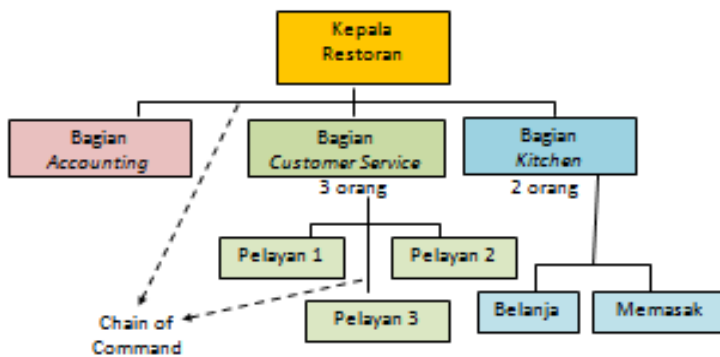 Kepala
Restoran
Bagian
Accounting
Bagian
Customer Service
3 orang
Bagian
Kitchen
2 orang
Pelayan 1
Pelayan 2
Pelayan 3
Belanja
Memasak
Chain of
Command